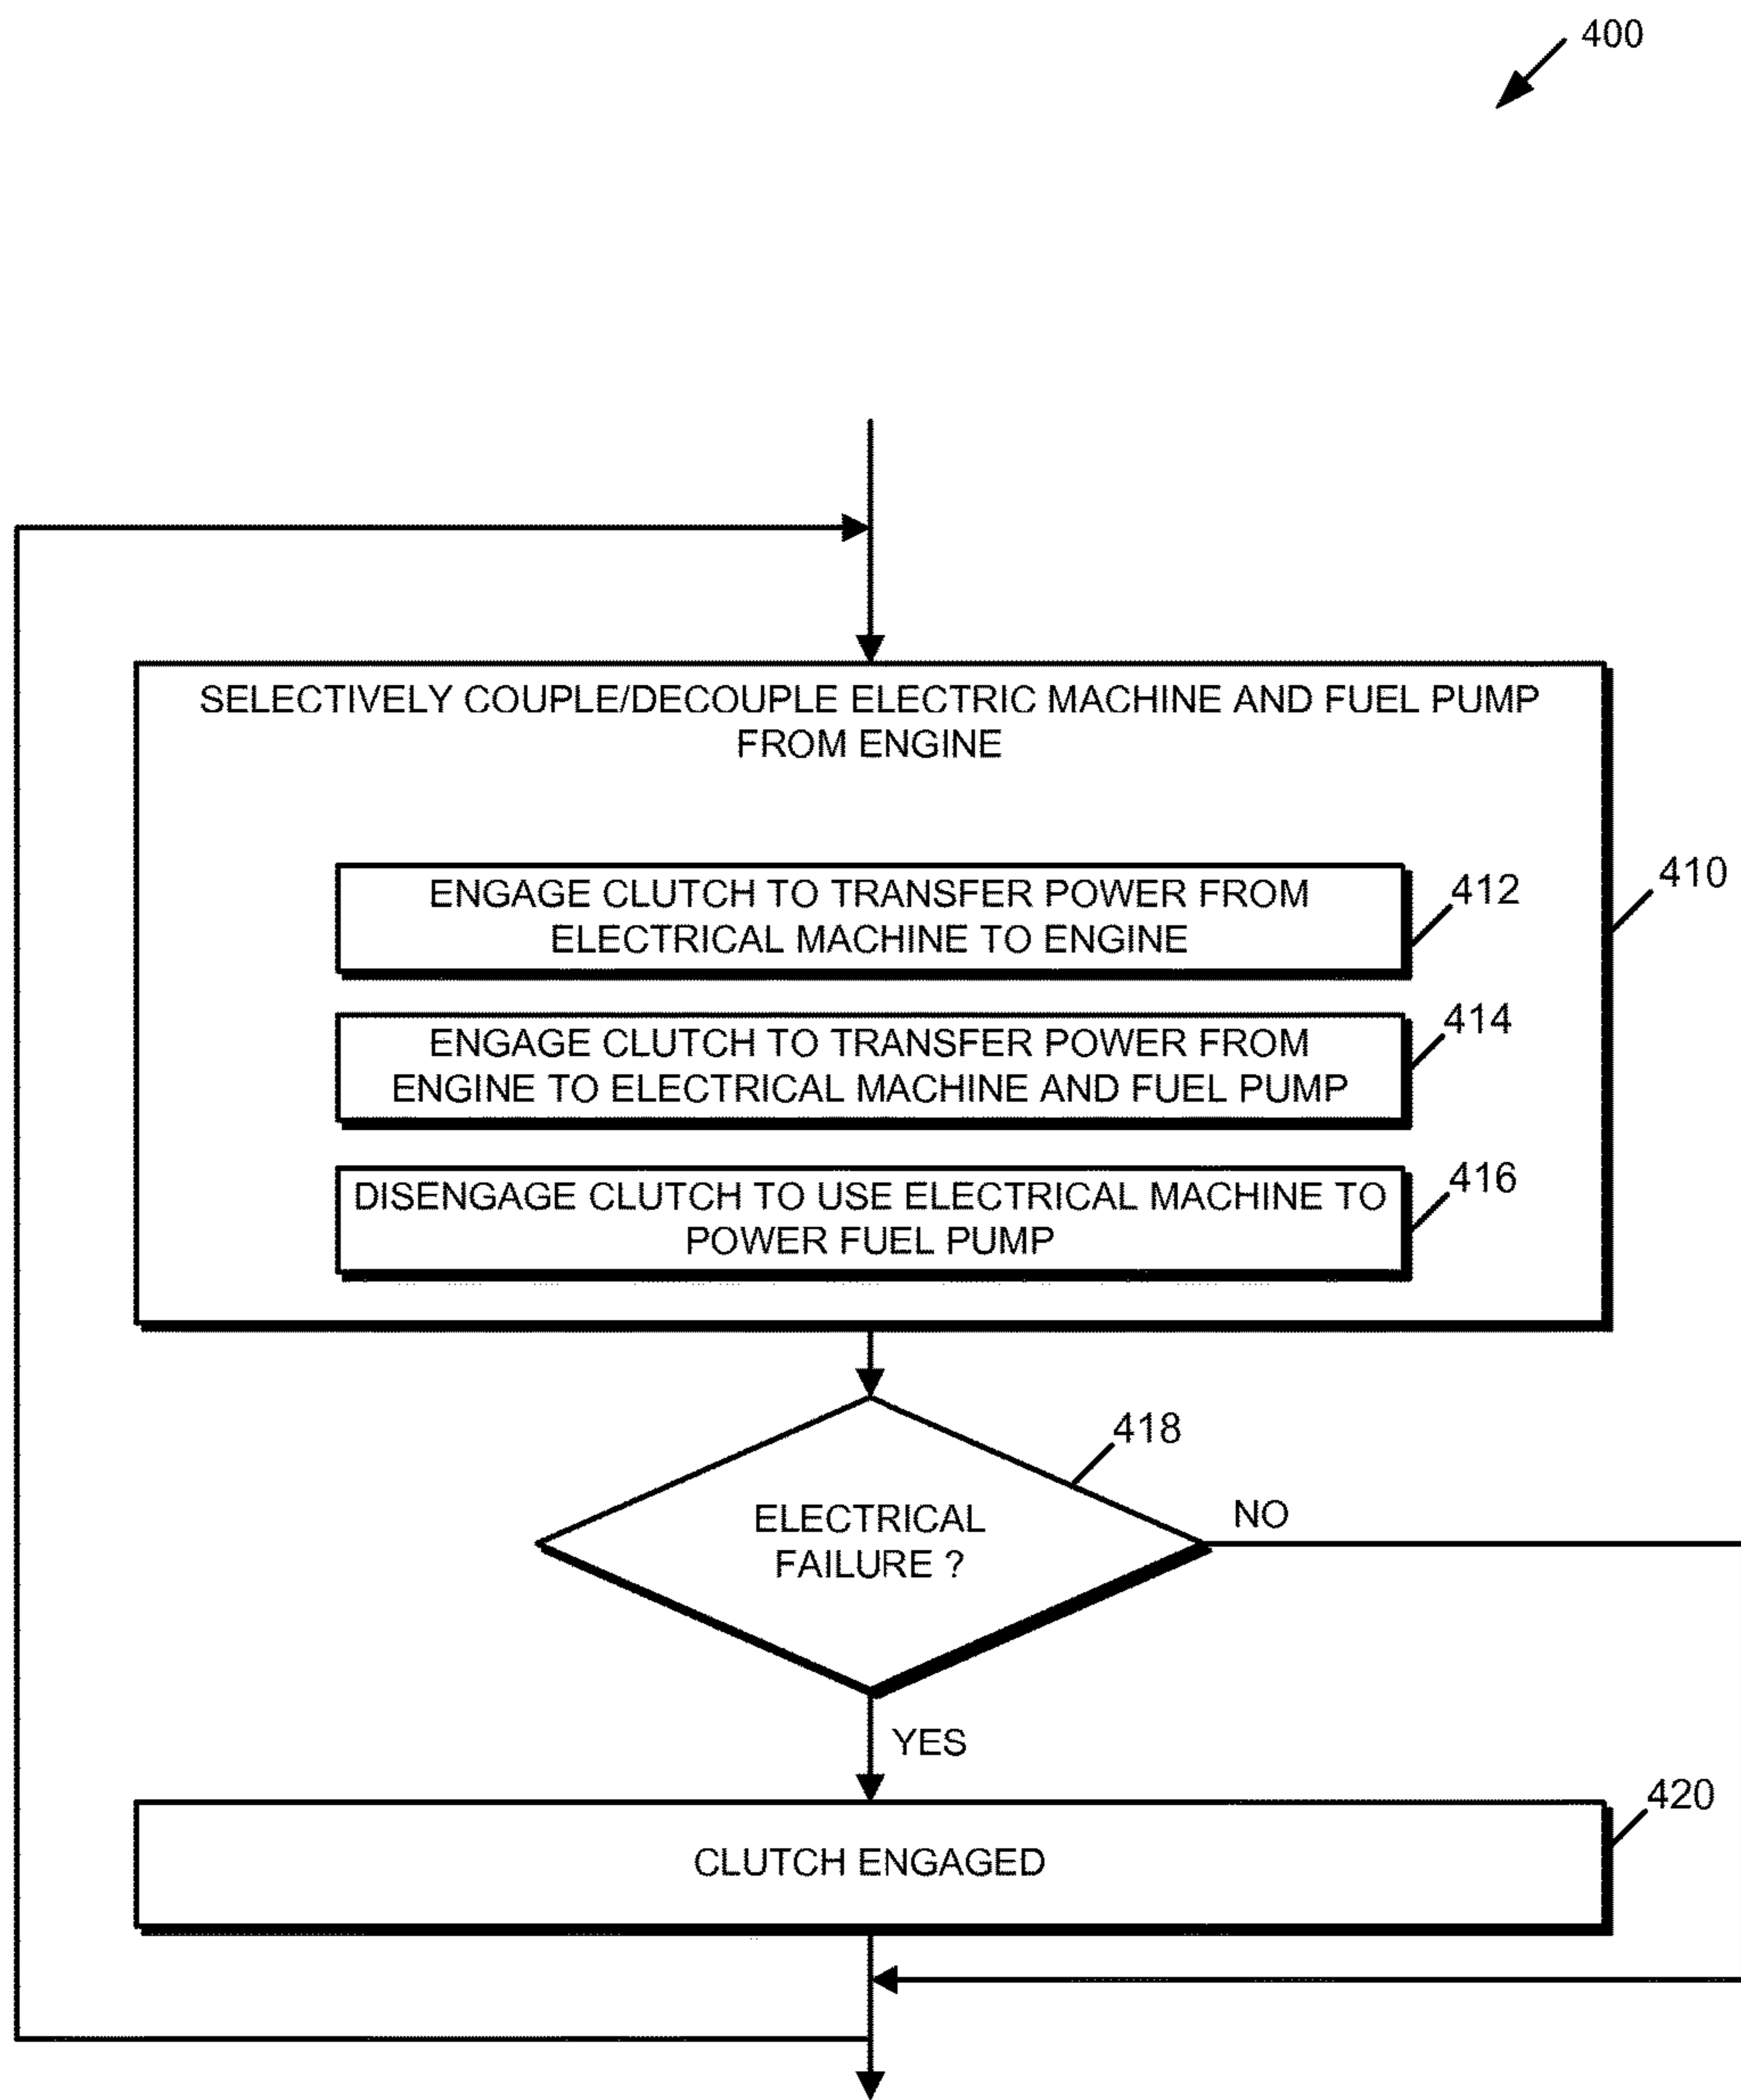 400
SELECTIVELY COUPLE/DECOUPLE ELECTRIC MACHINE AND FUEL PUMP
FROM ENGINE
410
ENGAGE CLUTCH TO TRANSFER POWER FROM
ELECTRICAL MACHINE TO ENGINE
412
ENGAGE CLUTCH TO TRANSFER POWER FROM
ENGINE TO ELECTRICAL MACHINE AND FUEL PUMP
414
DISENGAGE CLUTCH TO USE ELECTRICAL MACHINE TO
POWER FUEL PUMP
416
418
ELECTRICAL
FAILURE ?
NO
YES
420
CLUTCH ENGAGED